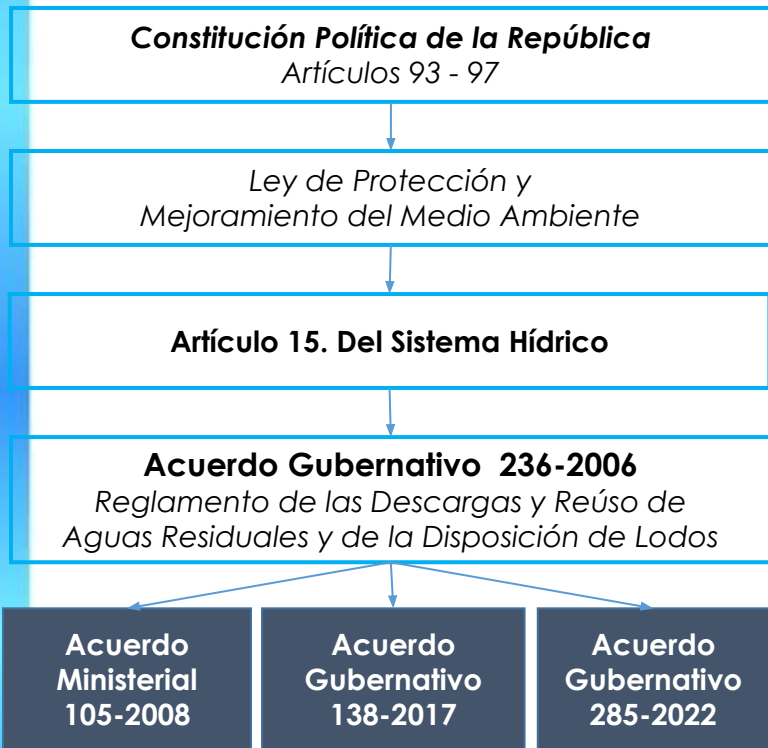 Constitución Política de la República
Artículos 93 - 97
Ley de Protección y
Mejoramiento del Medio Ambiente
Artículo 15. Del Sistema Hídrico
Acuerdo Gubernativo 236-2006
Reglamento de las Descargas y Reúso de
Aguas Residuales y de la Disposición de Lodos
Acuerdo
Ministerial
105-2008
Acuerdo
Gubernativo
138-2017
Acuerdo
Gubernativo
285-2022